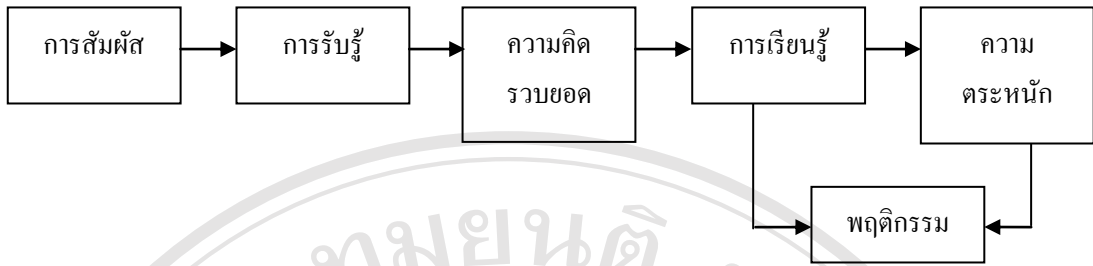 การสัมผัส
การรับรู้
ความคิด
รวบยอด
การเรียนรู้
ความ
ตระหนัก
พฤติกรรม